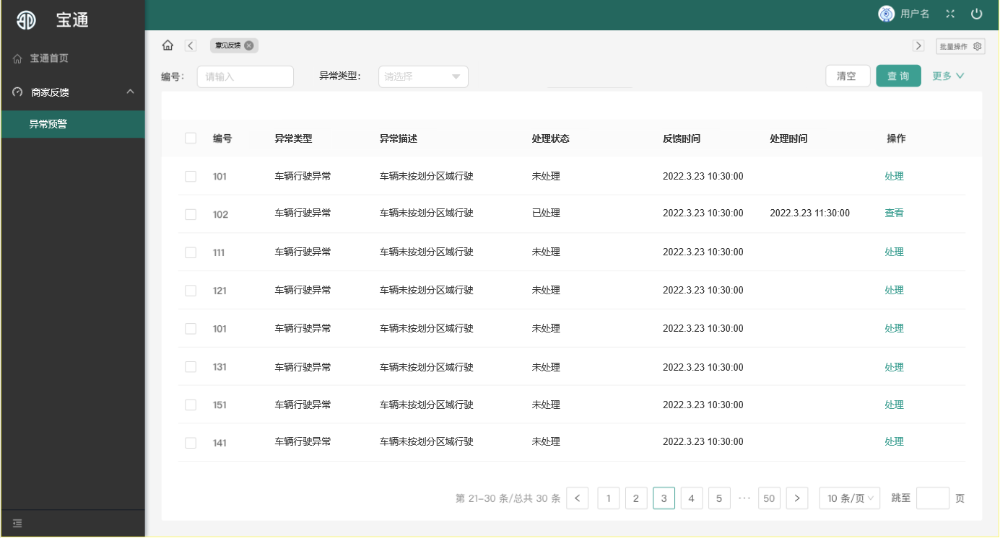 宝通
用户名
宝通首页
商家反馈
异常预警
意见反馈
批量操作
编号： 请输入 异常类型： 请选择 清空 查询 更多
编号 异常类型 异常描述 处理状态 反馈时间 处理时间 操作
101 车辆行驶异常 车辆未按划分区域行驶 未处理 2022.3.23 10:30:00 处理
102 车辆行驶异常 车辆未按划分区域行驶 已处理 2022.3.23 10:30:00 2022.3.23 11:30:00 查看
111 车辆行驶异常 车辆未按划分区域行驶 未处理 2022.3.23 10:30:00 处理
121 车辆行驶异常 车辆未按划分区域行驶 未处理 2022.3.23 10:30:00 处理
101 车辆行驶异常 车辆未按划分区域行驶 未处理 2022.3.23 10:30:00 处理
131 车辆行驶异常 车辆未按划分区域行驶 未处理 2022.3.23 10:30:00 处理
151 车辆行驶异常 车辆未按划分区域行驶 未处理 2022.3.23 10:30:00 处理
141 车辆行驶异常 车辆未按划分区域行驶 未处理 2022.3.23 10:30:00 处理
第 21-30 条/总共 30 条 < 1 2 3 4 5 ··· 50 > 10 条/页 跳至 页